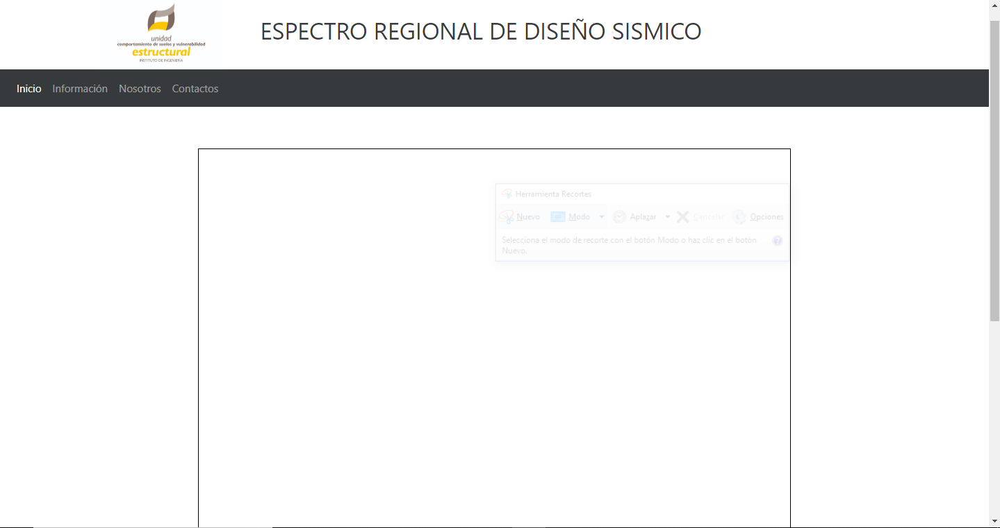 unidad
comportamiento de suelos y vulnerabilidad
estructural
INSTITUTO DE INGENIERÍA
ESPECTRO REGIONAL DE DISEÑO SISMICO
Inicio Información Nosotros Contactos
Herramienta Recortes
Nuevo Modo Aplazar Cancelar Opciones
Selecciona el modo de recorte con el botón Modo o haz clic en el botón
Nuevo.